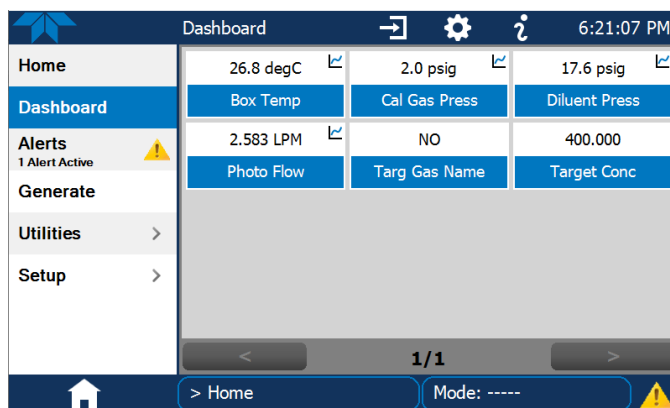 Dashboard
6:21:07 PM
Home
Dashboard
Alerts
1 Alert Active
Generate
Utilities >
Setup >
26.8 degC
Box Temp
2.0 psig
Cal Gas Press
17.6 psig
Diluent Press
2.583 LPM
Photo Flow
NO
Targ Gas Name
400.000
Target Conc
< 1/1 >
> Home
Mode: -----